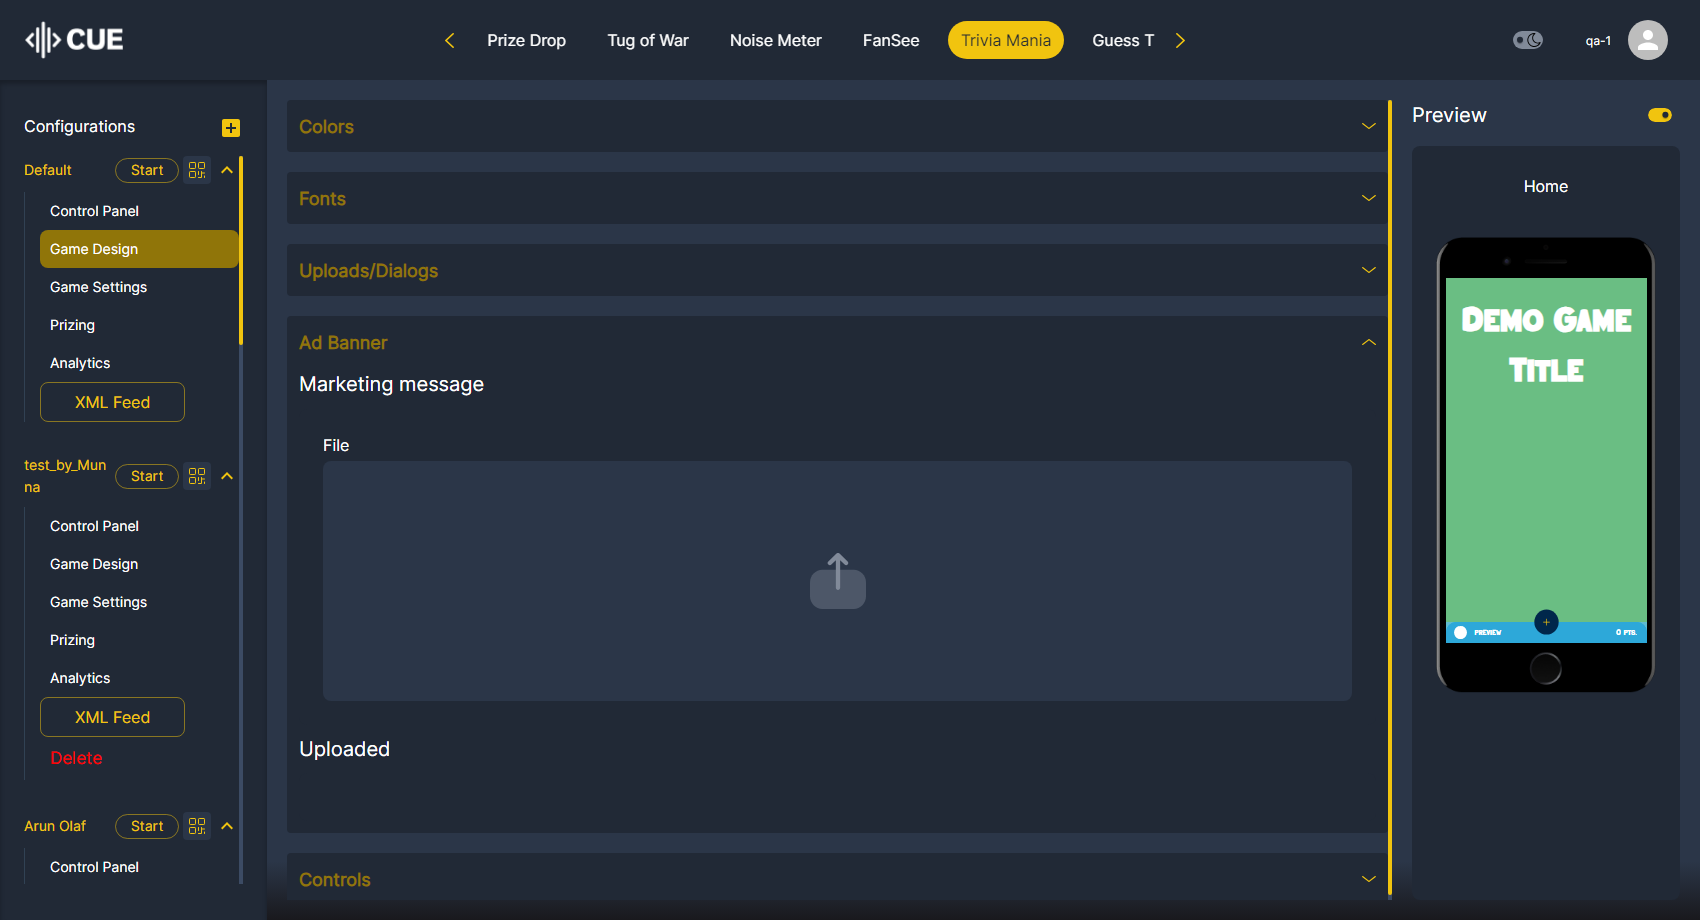 CUE
Prize Drop
Tug of War
Noise Meter
FanSee
Trivia Mania
Guess T
qa-1
Configurations
Default
Start
Control Panel
Game Design
Game Settings
Prizing
Analytics
XML Feed
test_by_Mun
na
Start
Control Panel
Game Design
Game Settings
Prizing
Analytics
XML Feed
Delete
Arun Olaf
Start
Control Panel
Colors
Fonts
Uploads/Dialogs
Ad Banner
Marketing message
File
Uploaded
Controls
Preview
Home
Demo Game
Title
PREVIEW
0 PTS.